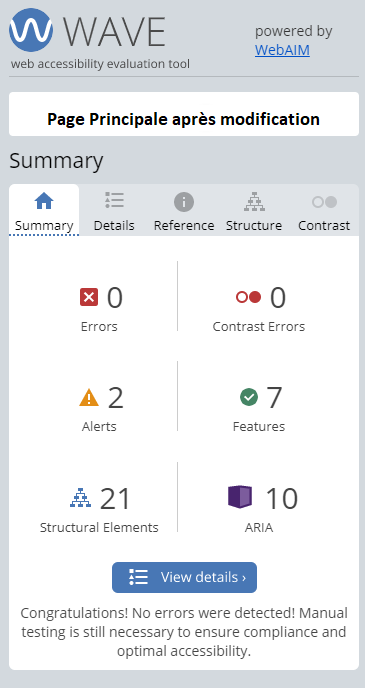 WAVE
web accessibility evaluation tool
powered by
WebAIM
Page Principale après modification
Summary
Summary Details Reference Structure Contrast
0 0
Errors Contrast Errors
2 7
Alerts Features
21 10
Structural Elements ARIA
View details ›
Congratulations! No errors were detected! Manual
testing is still necessary to ensure compliance and
optimal accessibility.